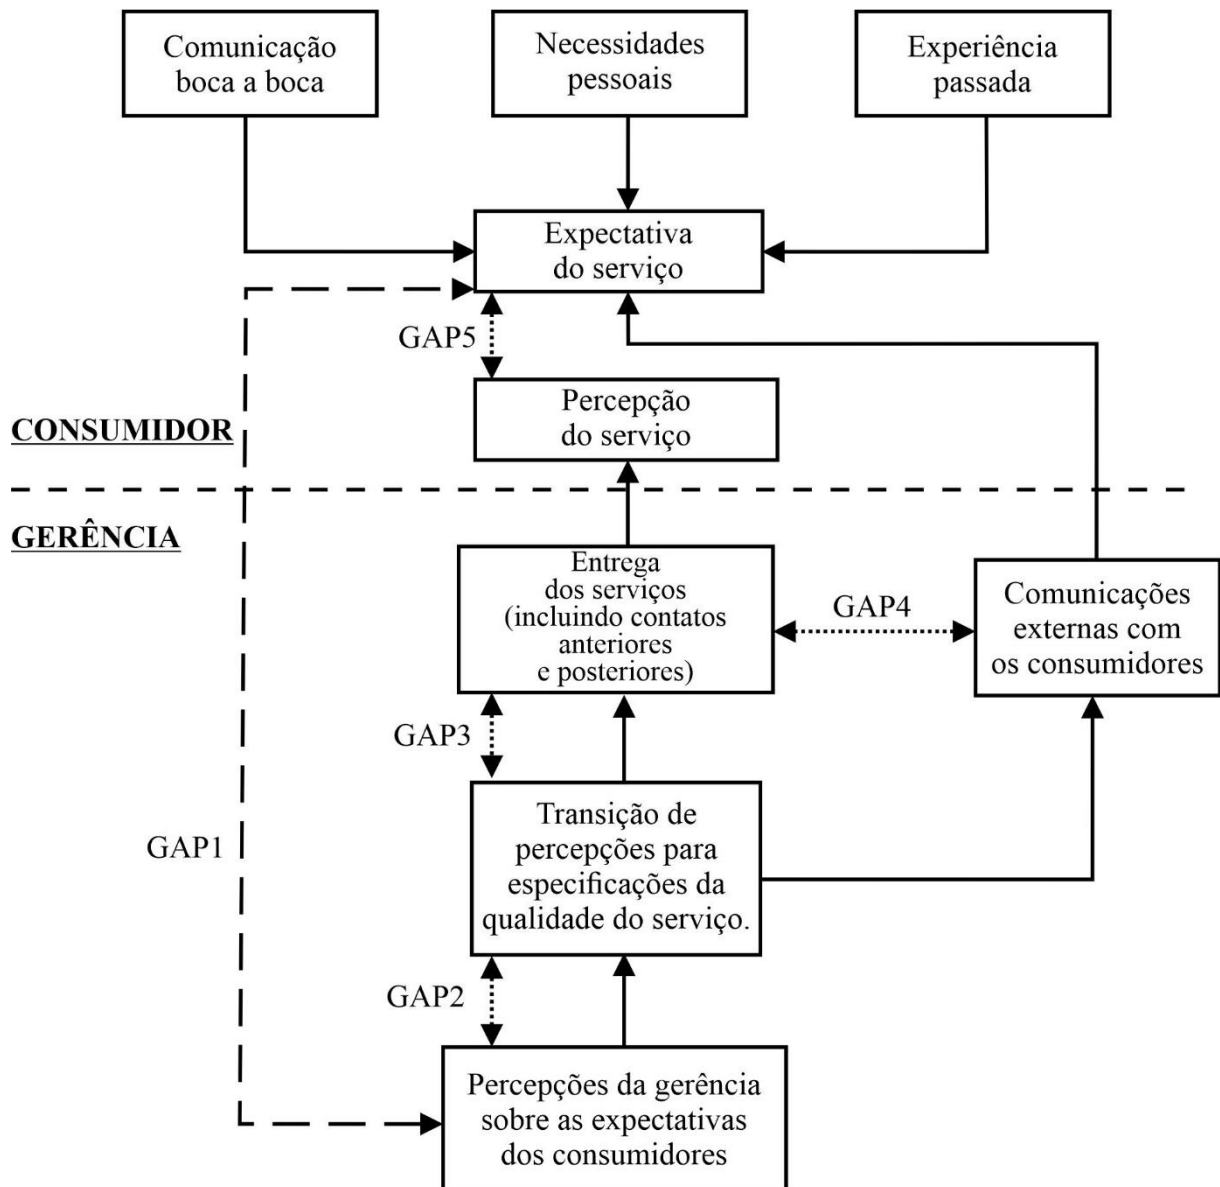 Comunicação
boca a boca
Necessidades
pessoais
Experiência
passada
Expectativa
do serviço
GAP5
Percepção
do serviço
CONSUMIDOR
GERÊNCIA
Entrega
dos serviços
(incluindo contatos
anteriores
e posteriores)
GAP4
Comunicações
externas com
os consumidores
GAP3
Transição de
percepções para
especificações da
qualidade do serviço.
GAP1
GAP2
Percepções da gerência
sobre as expectativas
dos consumidores